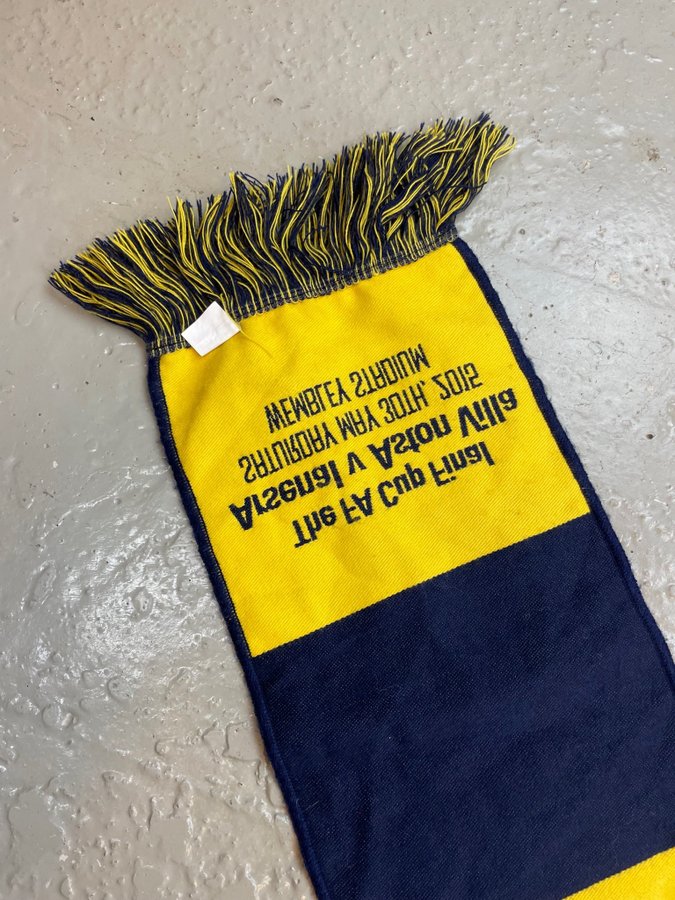 The FA Cup Final
Arsenal v Aston Villa
SATURDAY MAY 30TH, 2015
WEMBLEY STADIUM